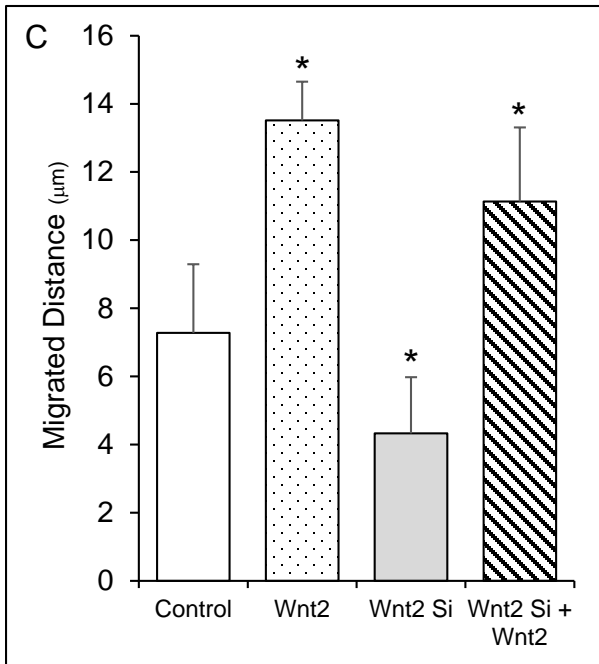 C
Migrated Distance (μm)
16
14
12
10
8
6
4
2
0
*
*
*
Control
Wnt2
Wnt2 Si
Wnt2 Si +
Wnt2